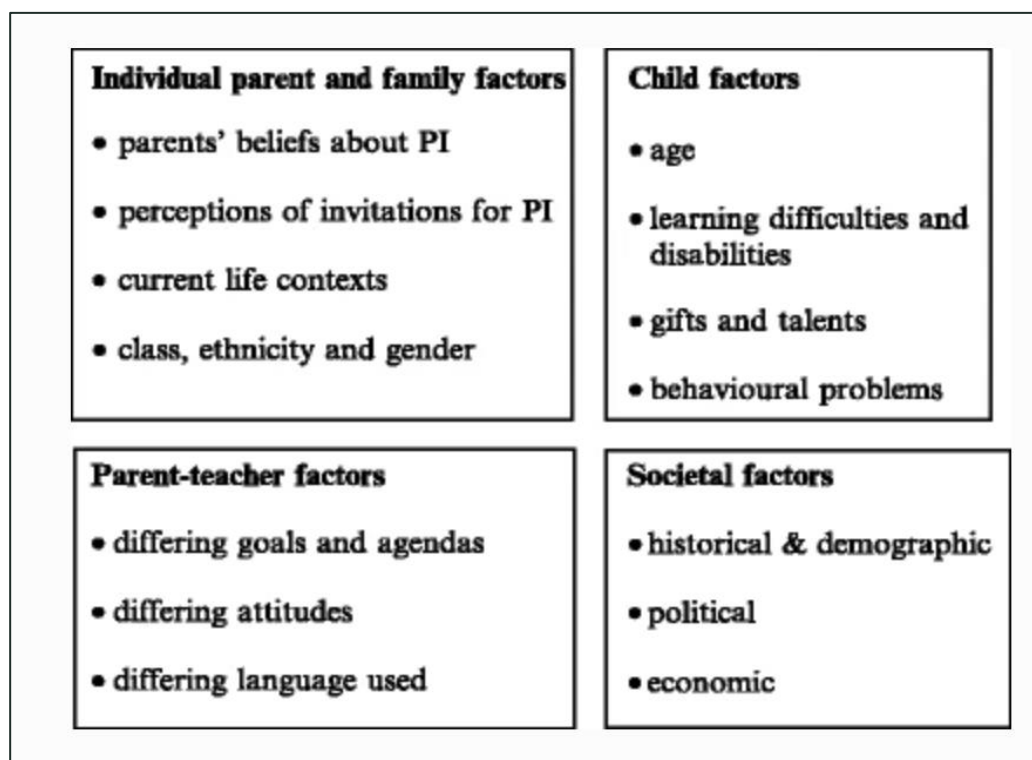 Individual parent and family factors
• parents’ beliefs about PI
• perceptions of invitations for PI
• current life contexts
• class, ethnicity and gender
Child factors
• age
• learning difficulties and
disabilities
• gifts and talents
• behavioural problems
Parent-teacher factors
• differing goals and agendas
• differing attitudes
• differing language used
Societal factors
• historical & demographic
• political
• economic